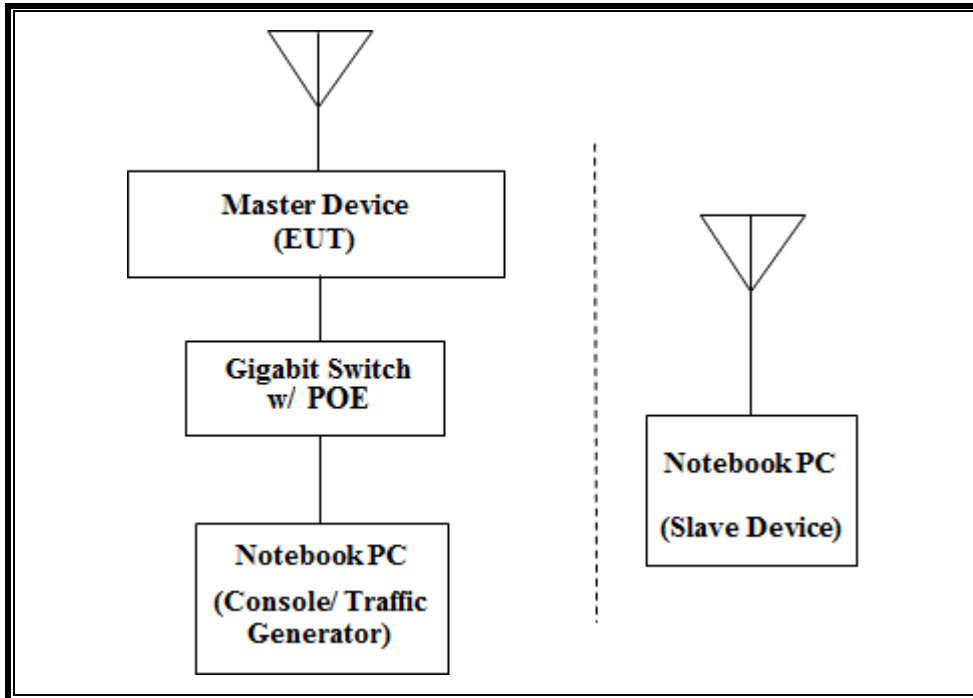 Master Device
(EUT)
Gigabit Switch
w/ POE
Notebook PC
(Console/ Traffic
Generator)
Notebook PC
(Slave Device)